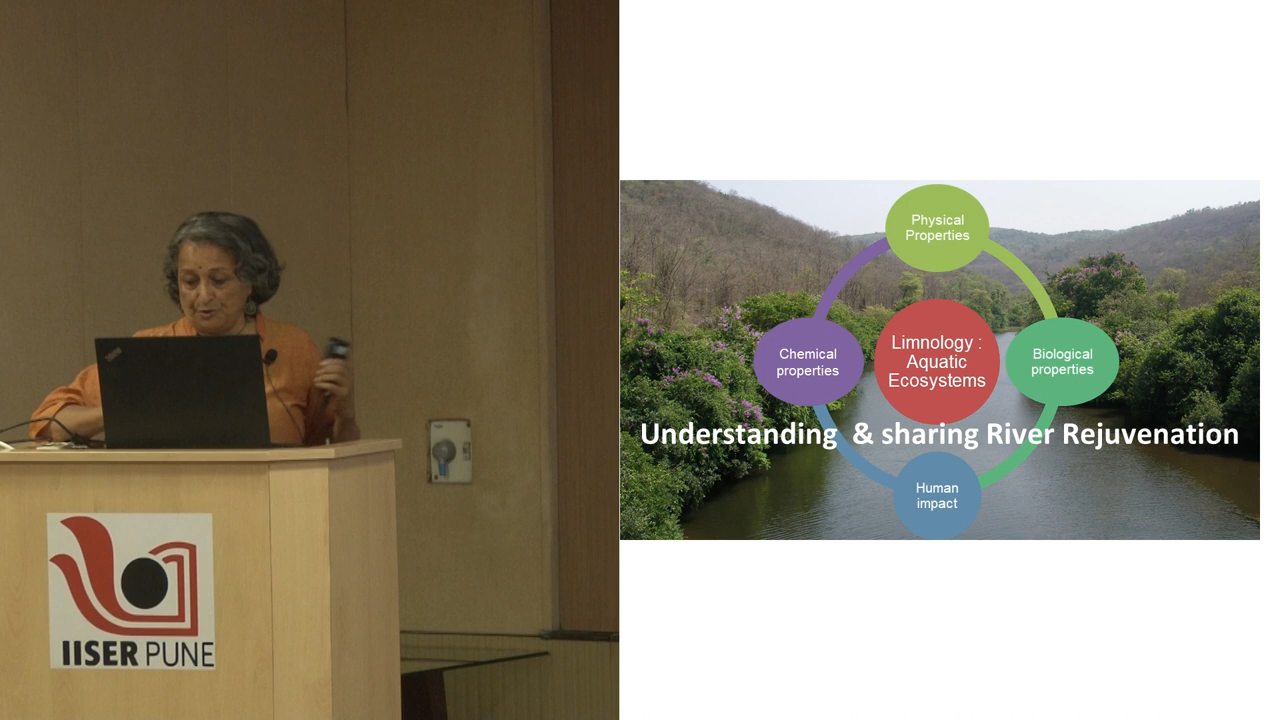 IISER PUNE
Physical
Properties
Chemical
properties
Limnology :
Aquatic
Ecosystems
Biological
properties
Understanding & sharing River Rejuvenation
Human
impact